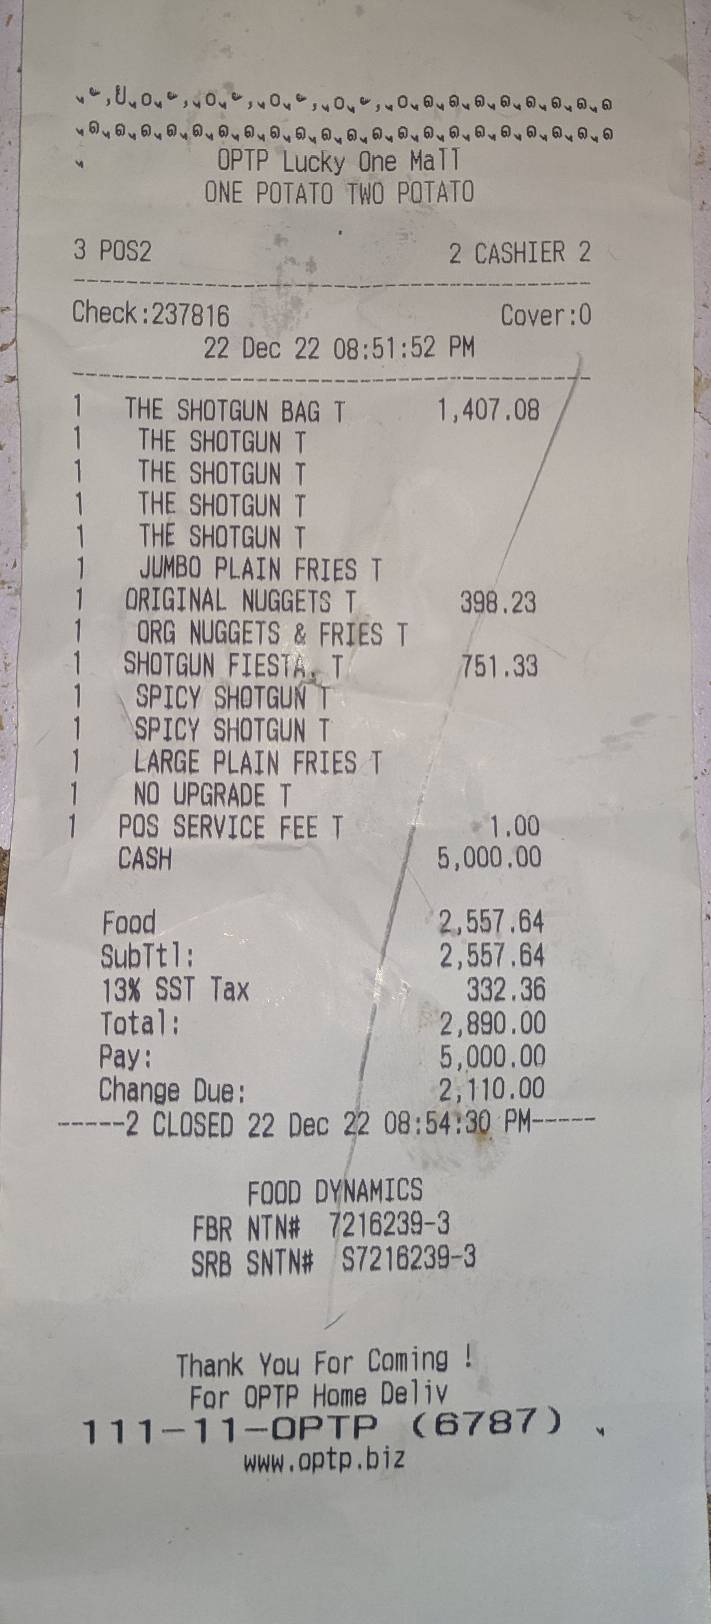 OPTP Lucky One Mall
ONE POTATO TWO POTATO
3 POS2 2 CASHIER 2
Check:237816 Cover:0
22 Dec 22 08:51:52 PM
1 THE SHOTGUN BAG T 1,407.08
1 THE SHOTGUN T
1 THE SHOTGUN T
1 THE SHOTGUN T
1 THE SHOTGUN T
1 JUMBO PLAIN FRIES T
1 ORIGINAL NUGGETS T 398.23
1 ORG NUGGETS & FRIES T
1 SHOTGUN FIESTA. T 751.33
1 SPICY SHOTGUN T
1 SPICY SHOTGUN T
1 LARGE PLAIN FRIES T
1 NO UPGRADE T
1 POS SERVICE FEE T 1.00
CASH 5,000.00
Food 2,557.64
SubTtl: 2,557.64
13% SST Tax 332.36
Total: 2,890.00
Pay: 5,000.00
Change Due: 2,110.00
-----2 CLOSED 22 Dec 22 08:54:30 PM-----
FOOD DYNAMICS
FBR NTN# 7216239-3
SRB SNTN# S7216239-3
Thank You For Coming !
For OPTP Home Deliv
111-11-OPTP (6787)
www.optp.biz